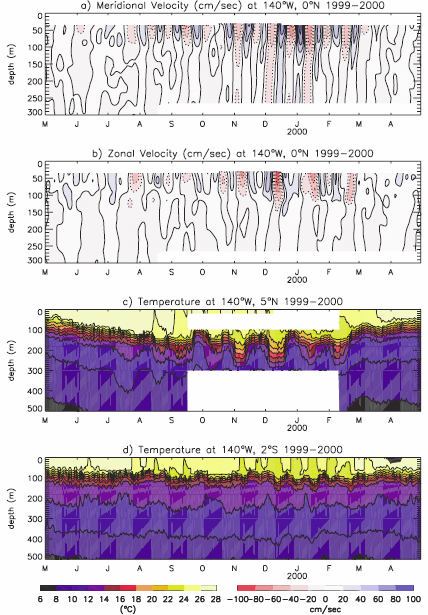 a) Meridional Velocity (cm/sec) at 140°W, 0°N 1999−2000
depth (m)
0
50
100
150
200
250
300
M J J A S O N D J F M A
2000
b) Zonal Velocity (cm/sec) at 140°W, 0°N 1999−2000
depth (m)
0
50
100
150
200
250
300
M J J A S O N D J F M A
2000
c) Temperature at 140°W, 5°N 1999−2000
depth (m)
0
100
200
300
400
500
M J J A S O N D J F M A
2000
d) Temperature at 140°W, 2°S 1999−2000
depth (m)
0
100
200
300
400
500
M J J A S O N D J F M A
2000
6 8 10 12 14 16 18 20 22 24 26 28
(°C)
−100−80−60−40−20 0 20 40 60 80 100
cm/sec